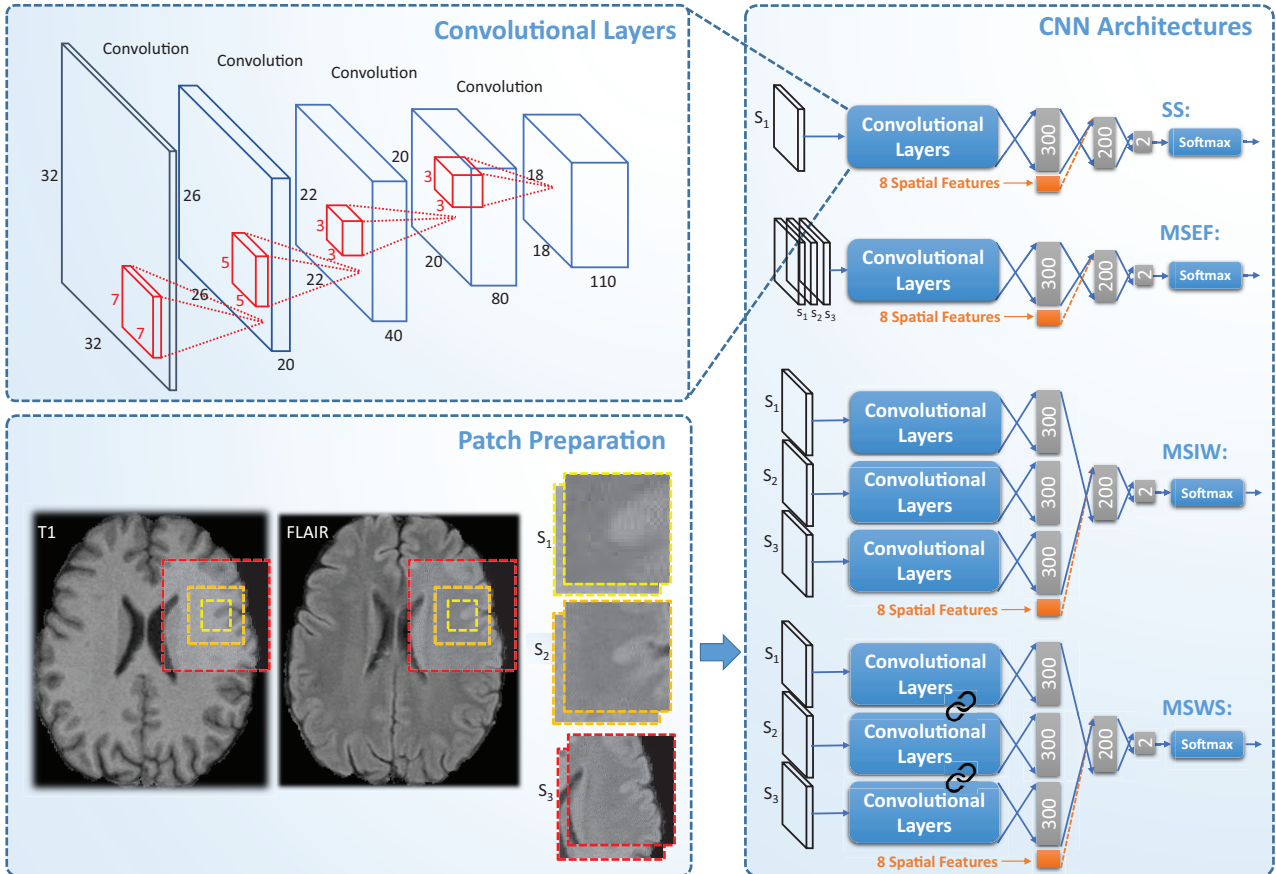 Convolutional Layers
Convolution
Convolution
Convolution
Convolution
32
32
7
7
26
26
20
5
5
22
22
40
3
3
20
20
80
3
3
18
18
110
Patch Preparation
T1
FLAIR
S1
S2
S3
CNN Architectures
S1
Convolutional
Layers
300
200
2
SS:
Softmax
8 Spatial Features
s1 s2 s3
Convolutional
Layers
300
200
2
MSEF:
Softmax
8 Spatial Features
S1
Convolutional
Layers
300
S2
Convolutional
Layers
300
S3
Convolutional
Layers
300
200
2
MSIW:
Softmax
8 Spatial Features
S1
Convolutional
Layers
300
S2
Convolutional
Layers
300
S3
Convolutional
Layers
300
200
2
MSWS:
Softmax
8 Spatial Features